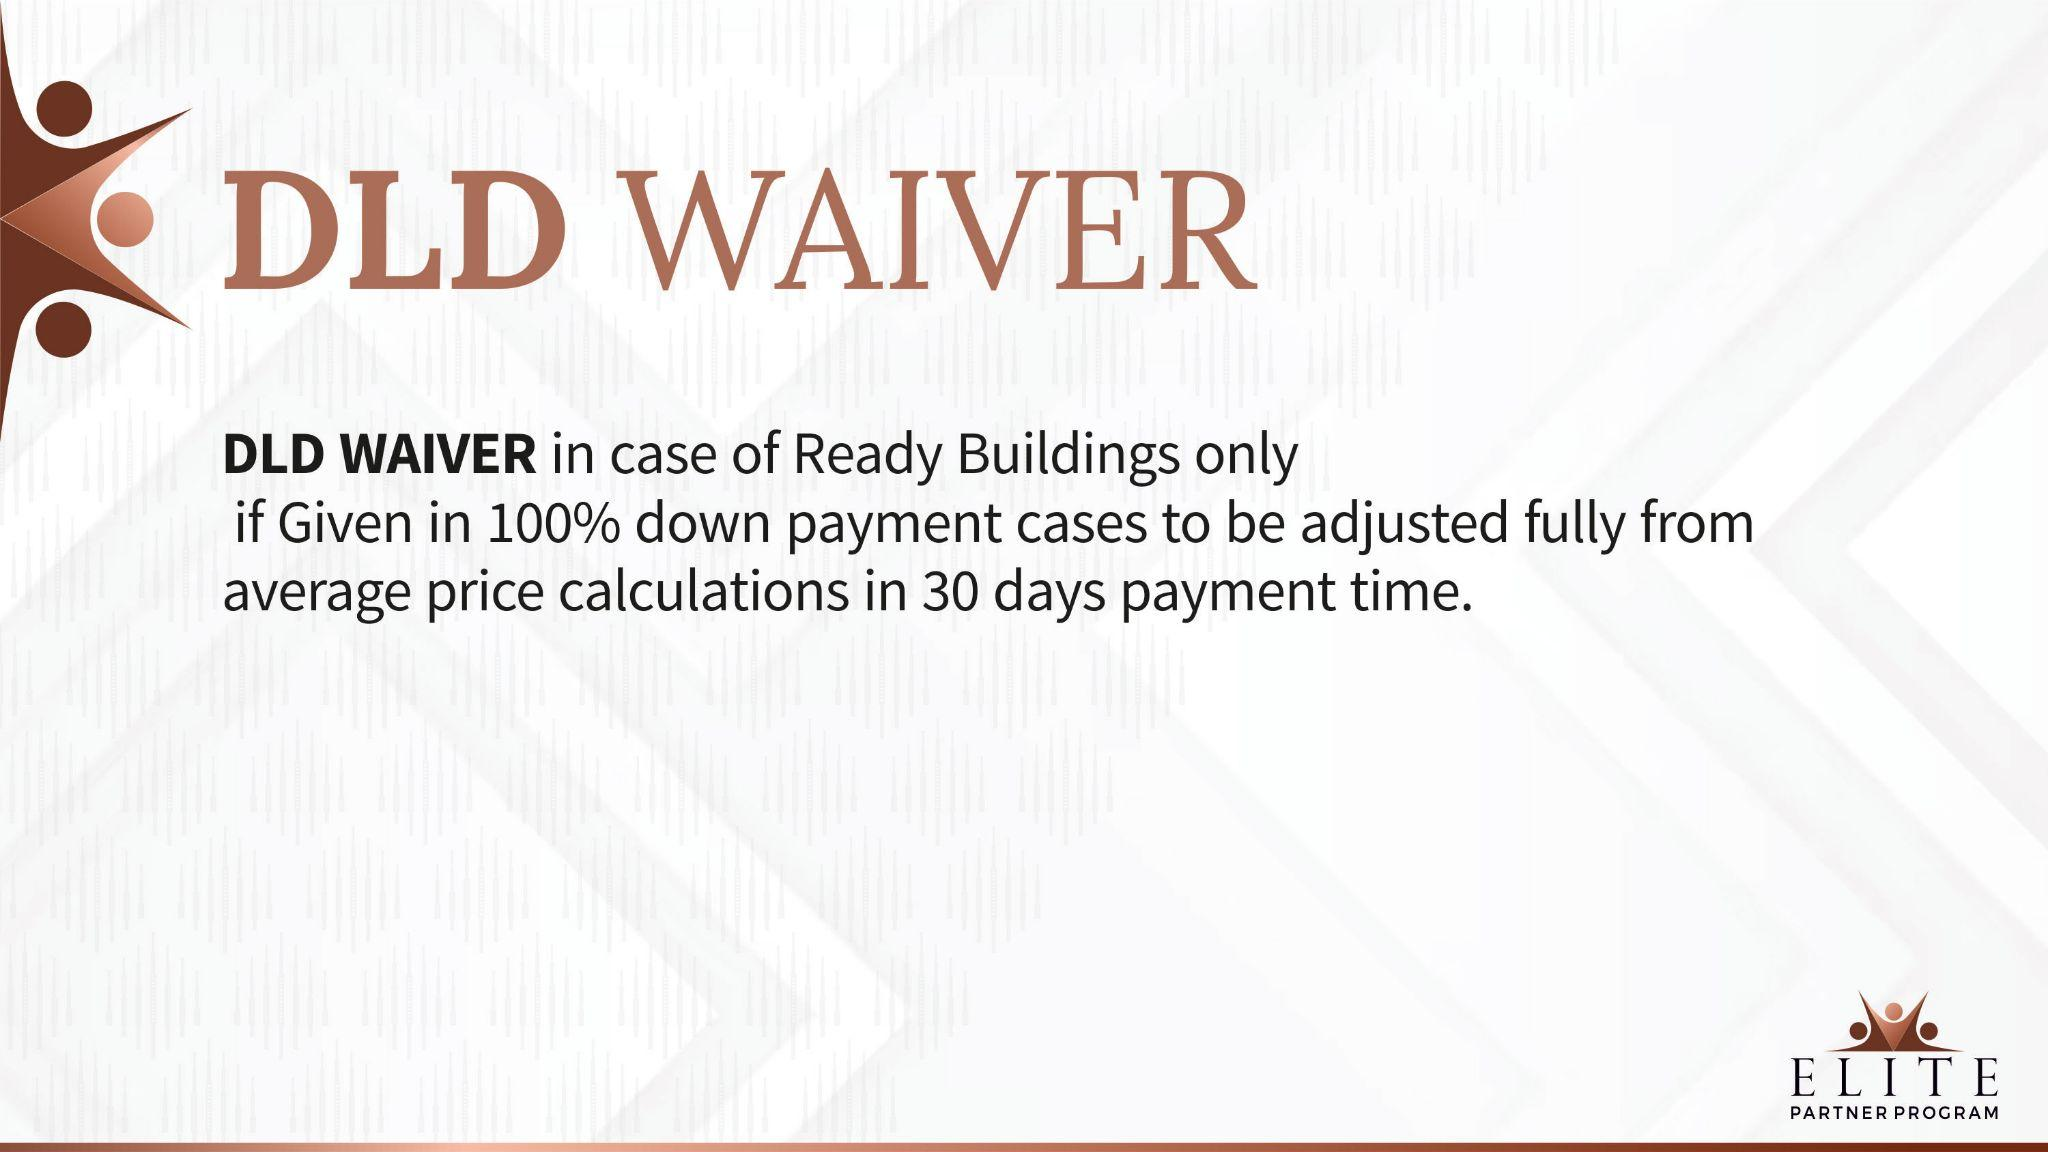 DLD WAIVER
DLD WAIVER in case of Ready Buildings only
if Given in 100% down payment cases to be adjusted fully from
average price calculations in 30 days payment time.
ELITE
PARTNER PROGRAM